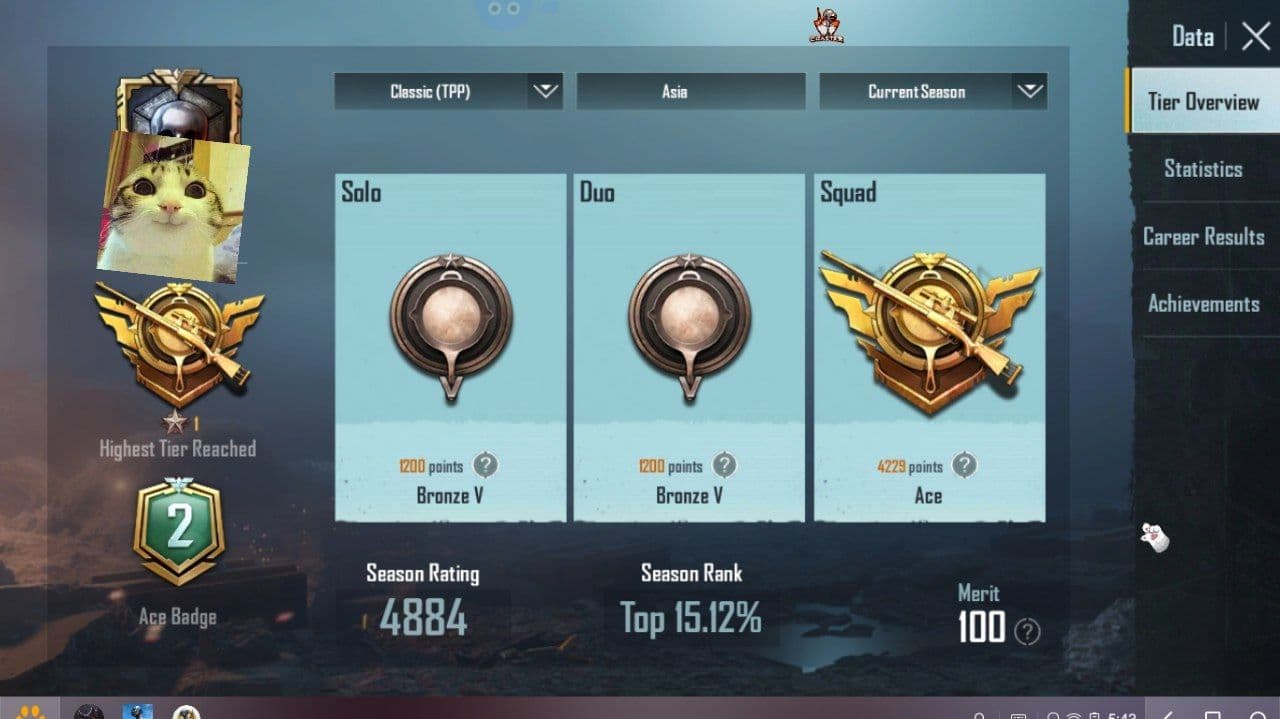 Data
Classic (TPP)
Asia
Current Season
Tier Overview
Statistics
Career Results
Achievements
Solo
Duo
Squad
1200 points
Bronze V
1200 points
Bronze V
4229 points
Ace
1
Highest Tier Reached
2
Ace Badge
Season Rating
4884
Season Rank
Top 15.12%
Merit
100